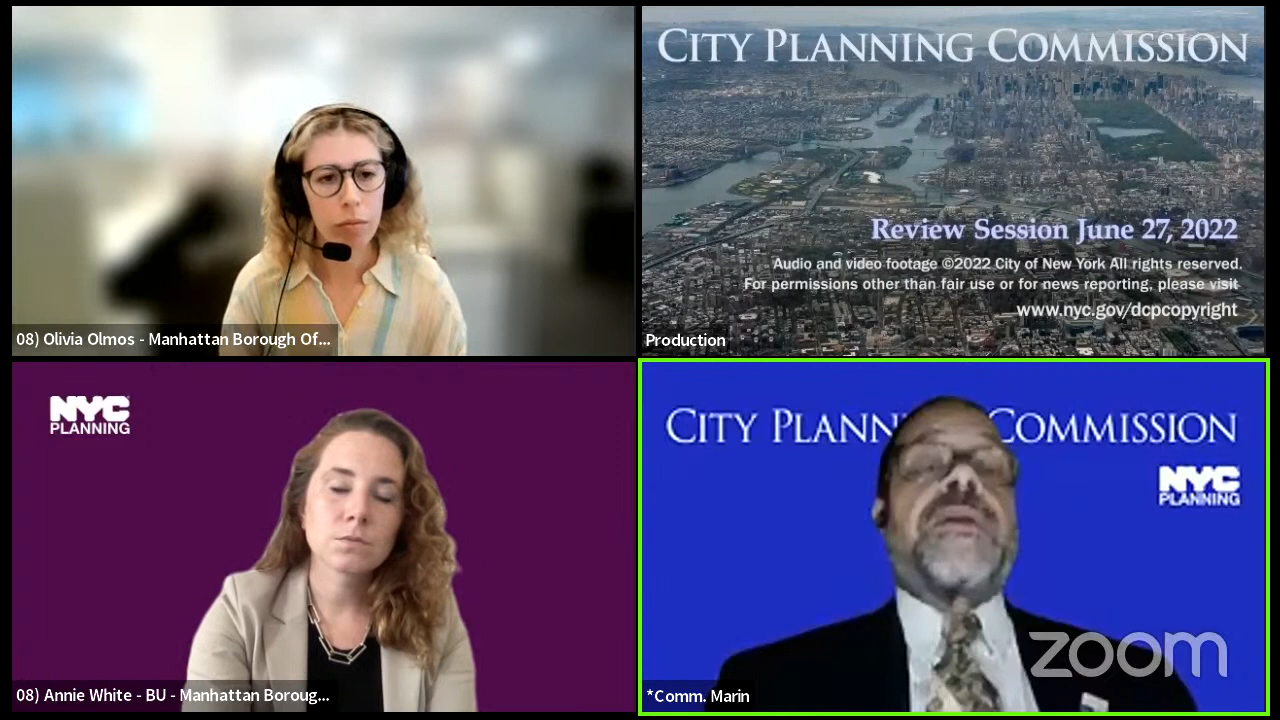 CITY PLANNING COMMISSION
Review Session June 27, 2022
Audio and video footage ©2022 City of New York All rights reserved.
For permissions other than fair use or for news reporting, please visit
www.nyc.gov/dcpcopyright
08) Olivia Olmos - Manhattan Borough Of...
Production
NYC
PLANNING
CITY PLANN COMMISSION
NYC
PLANNING
zoom
08) Annie White - BU - Manhattan Boroug...
*Comm. Marin